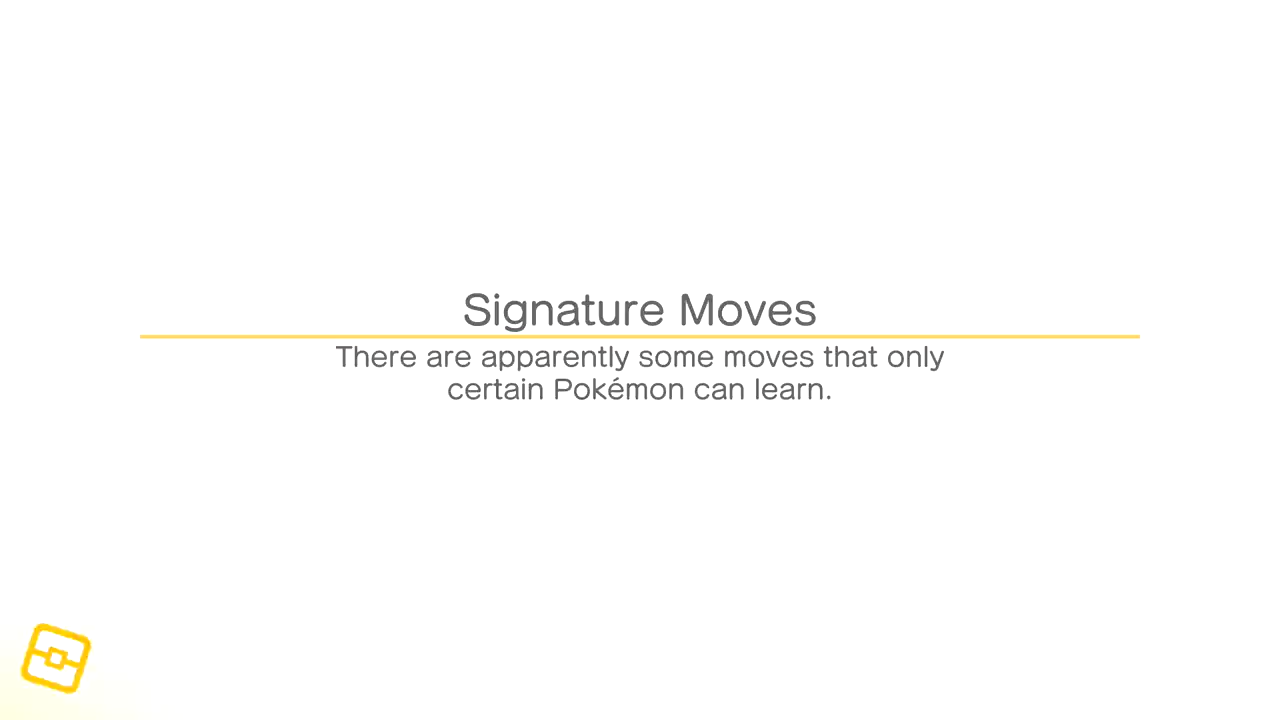 Signature Moves
There are apparently some moves that only
certain Pokémon can learn.